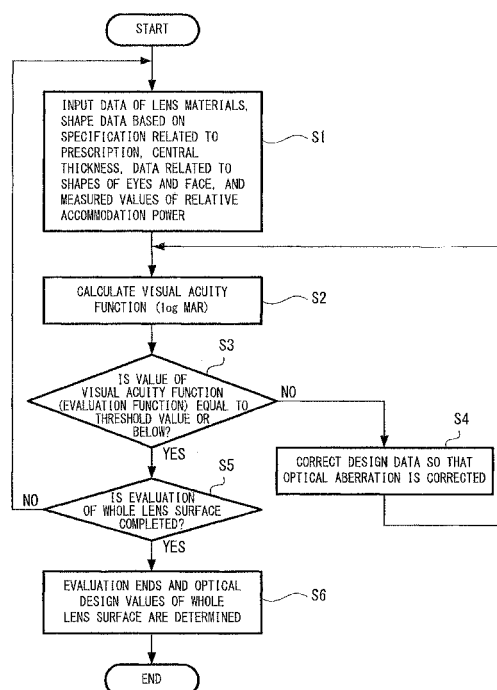 START
INPUT DATA OF LENS MATERIALS,
SHAPE DATA BASED ON
SPECIFICATION RELATED TO
PRESCRIPTION, CENTRAL
THICKNESS, DATA RELATED TO
SHAPES OF EYES AND FACE, AND
MEASURED VALUES OF RELATIVE
ACCOMMODATION POWER
S1
CALCULATE VISUAL ACUITY
FUNCTION (log MAR)
S2
S3
IS VALUE OF
VISUAL ACUITY FUNCTION
(EVALUATION FUNCTION) EQUAL TO
THRESHOLD VALUE OR
BELOW?
NO
YES
S4
CORRECT DESIGN DATA SO THAT
OPTICAL ABERRATION IS CORRECTED
S5
NO
IS EVALUATION
OF WHOLE LENS SURFACE
COMPLETED?
YES
EVALUATION ENDS AND OPTICAL
DESIGN VALUES OF WHOLE
LENS SURFACE ARE DETERMINED
S6
END